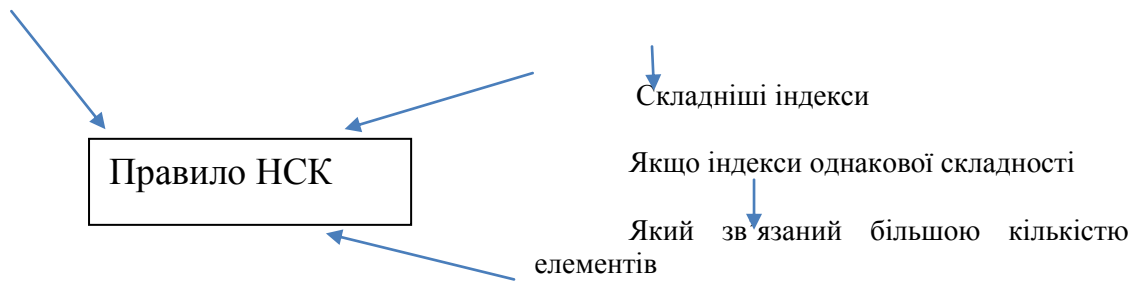 Складніші індекси
Правило НСК
Якщо індекси однакової складності
Який зв᾿язаний більшою кількістю
елементів